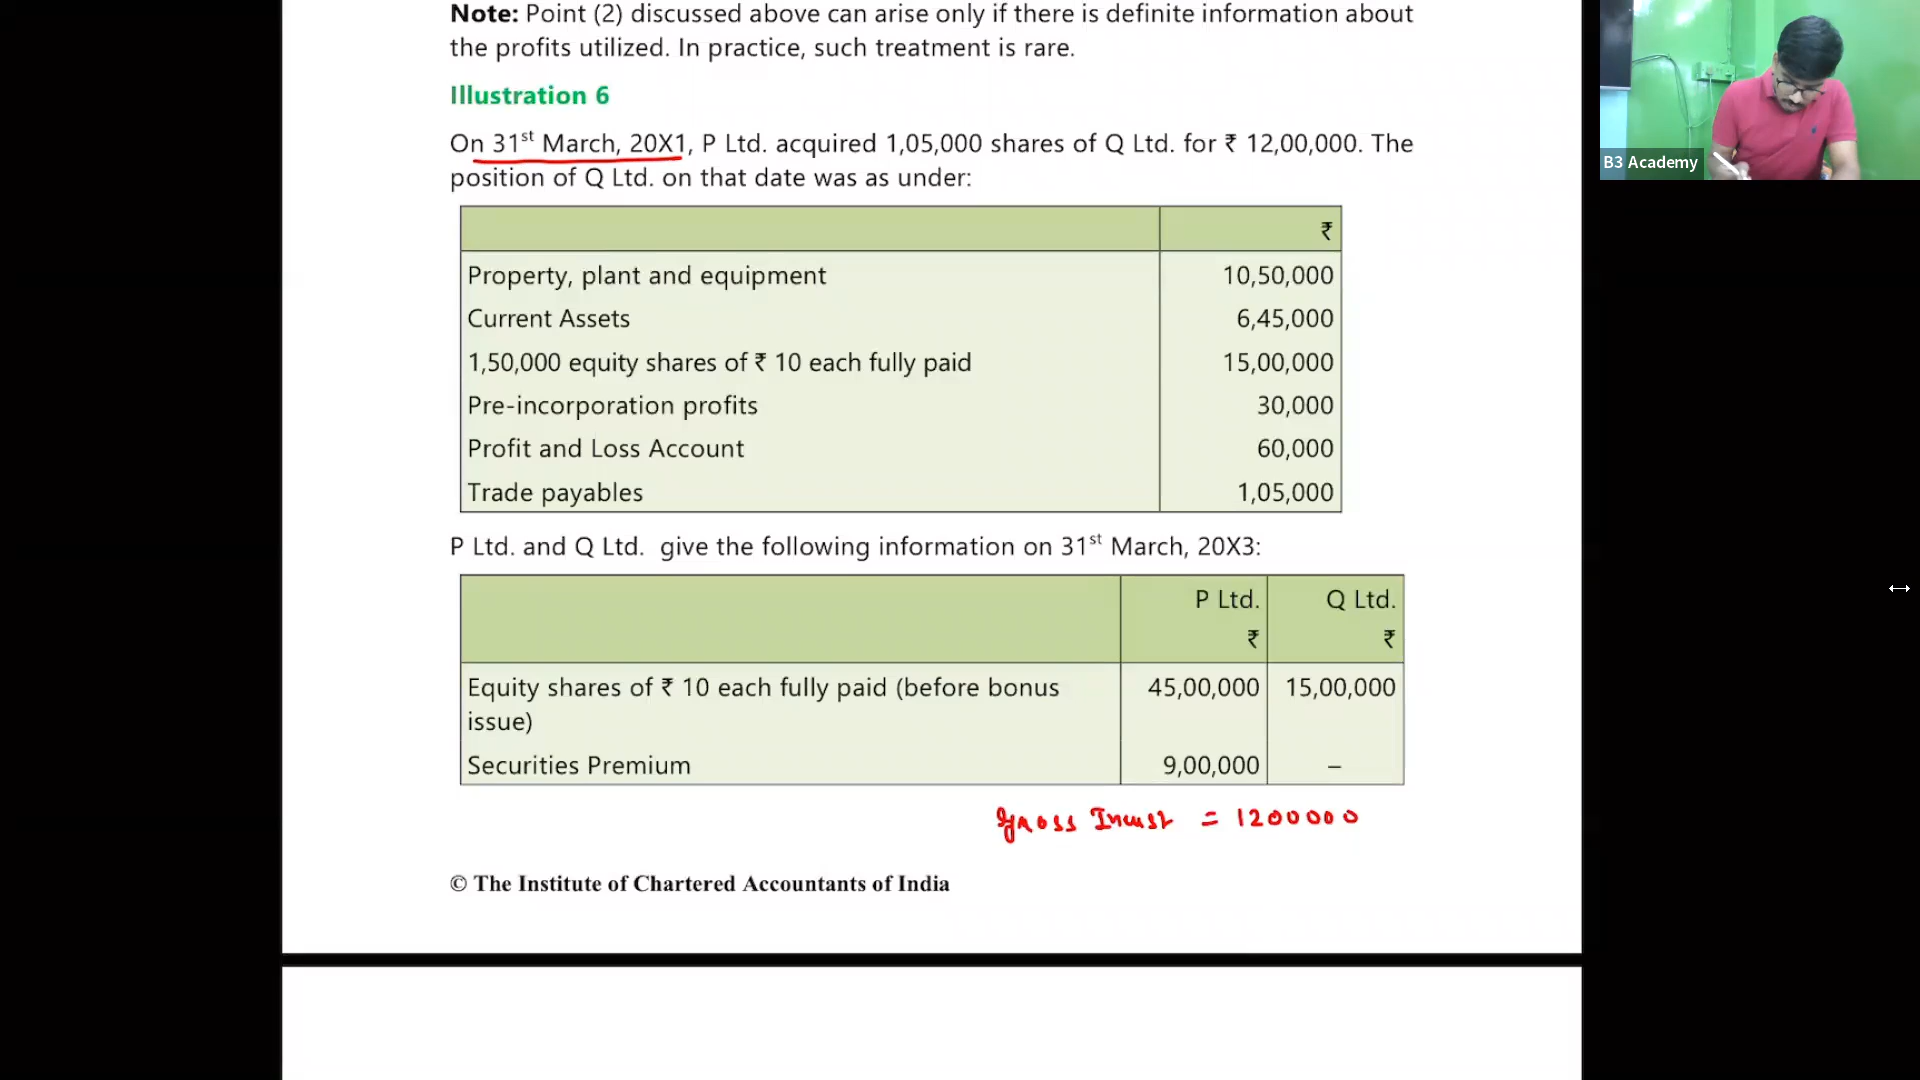 Note: Point (2) discussed above can arise only if there is definite information about
the profits utilized. In practice, such treatment is rare.
Illustration 6
On 31st March, 20X1, P Ltd. acquired 1,05,000 shares of Q Ltd. for ₹ 12,00,000. The
position of Q Ltd. on that date was as under:
₹
Property, plant and equipment 10,50,000
Current Assets 6,45,000
1,50,000 equity shares of ₹ 10 each fully paid 15,00,000
Pre-incorporation profits 30,000
Profit and Loss Account 60,000
Trade payables 1,05,000
P Ltd. and Q Ltd. give the following information on 31st March, 20X3:
P Ltd. Q Ltd.
₹ ₹
Equity shares of ₹ 10 each fully paid (before bonus 45,00,000 15,00,000
issue)
Securities Premium 9,00,000 –
Gross Invest = 1200000
© The Institute of Chartered Accountants of India
B3 Academy